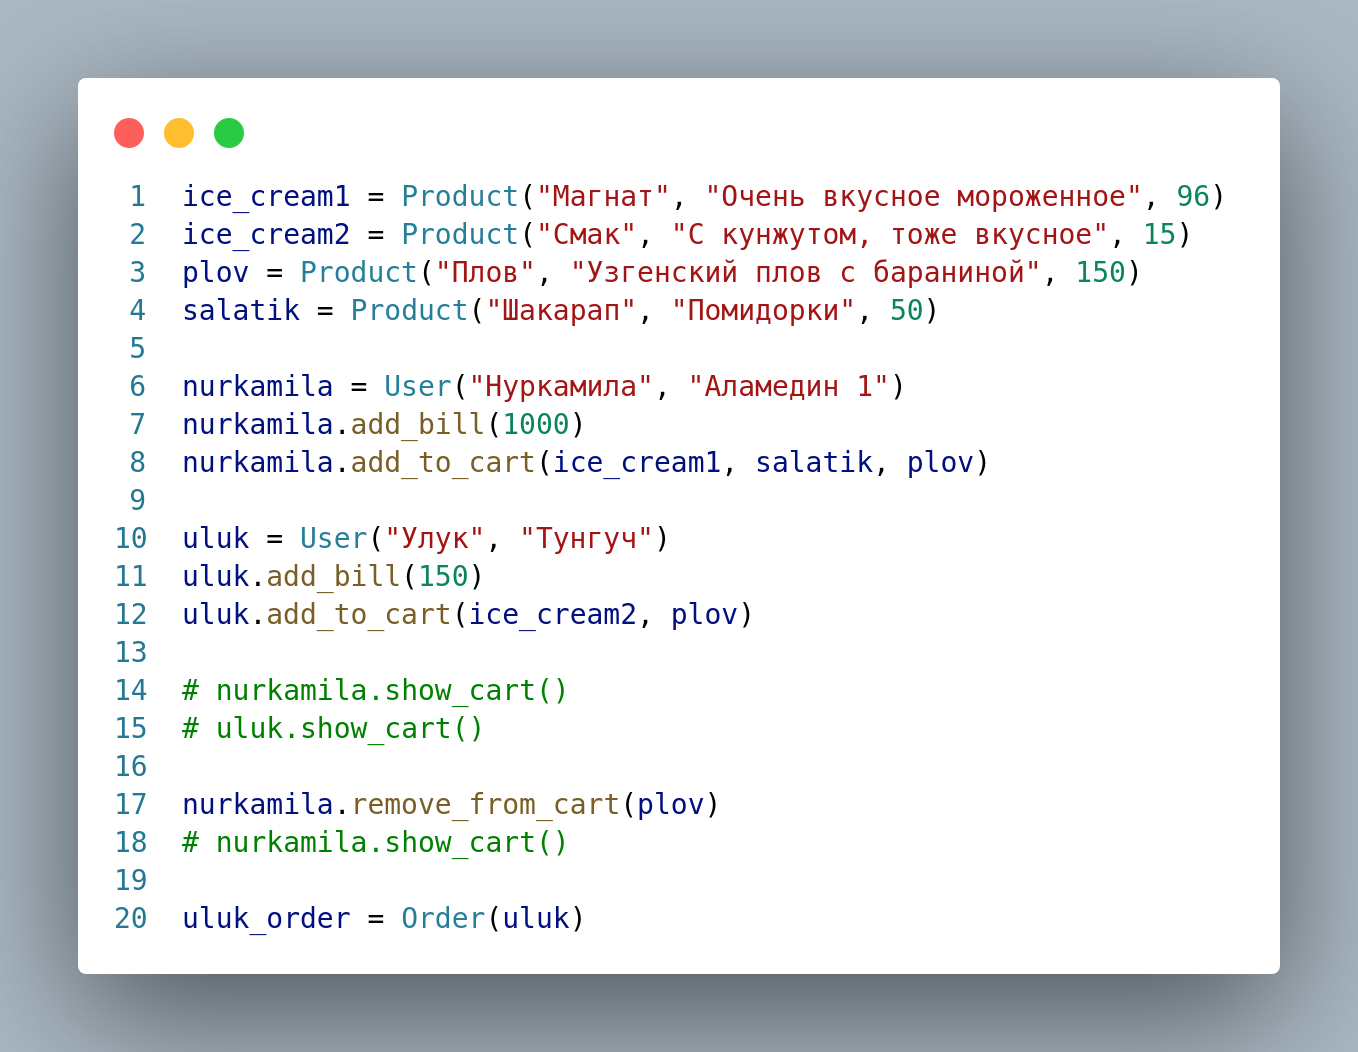 1 ice_cream1 = Product("Магнат", "Очень вкусное мороженное", 96)
2 ice_cream2 = Product("Смак", "С кунжутом, тоже вкусное", 15)
3 plov = Product("Плов", "Узгенский плов с бараниной", 150)
4 salatik = Product("Шакарап", "Помидорки", 50)
5
6 nurkamila = User("Нуркамила", "Аламедин 1")
7 nurkamila.add_bill(1000)
8 nurkamila.add_to_cart(ice_cream1, salatik, plov)
9
10 uluk = User("Улук", "Тунгуч")
11 uluk.add_bill(150)
12 uluk.add_to_cart(ice_cream2, plov)
13
14 # nurkamila.show_cart()
15 # uluk.show_cart()
16
17 nurkamila.remove_from_cart(plov)
18 # nurkamila.show_cart()
19
20 uluk_order = Order(uluk)